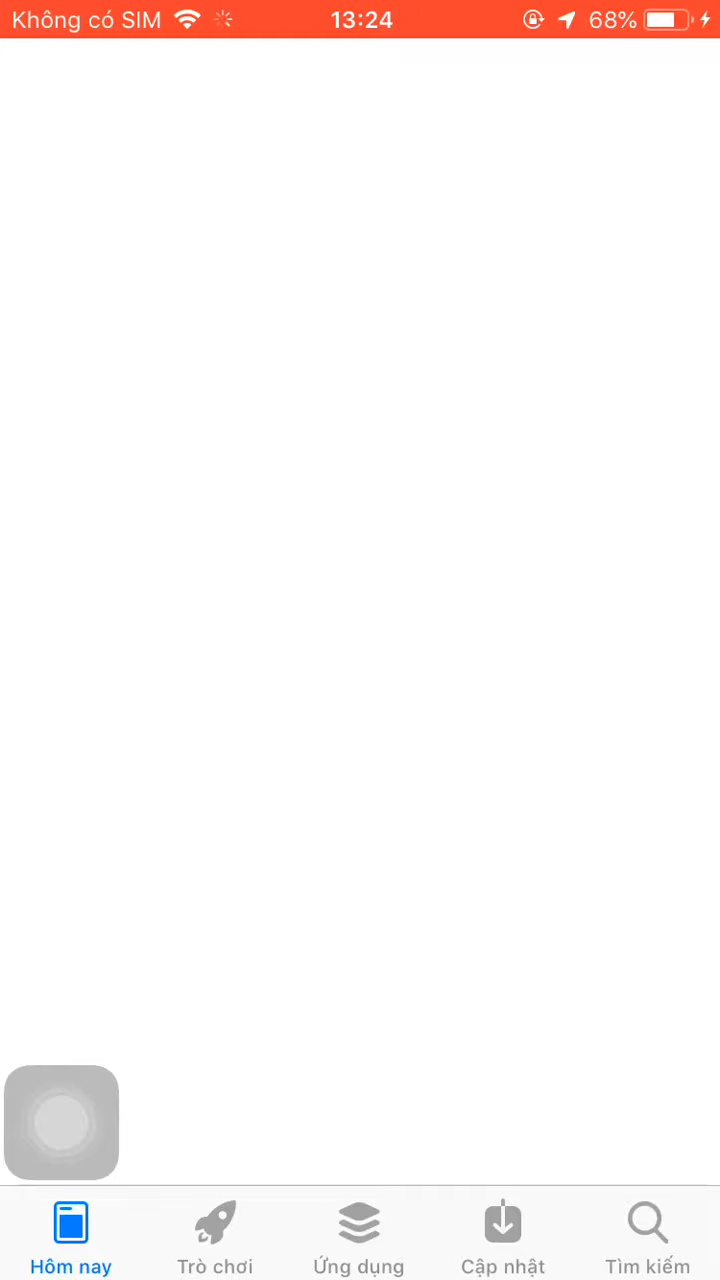 Không có SIM 13:24 68%
Hôm nay Trò chơi Ứng dụng Cập nhật Tìm kiếm